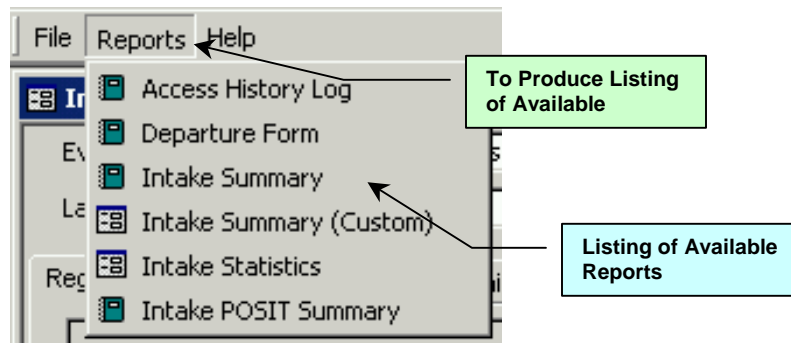 File Reports Help
To Produce Listing
of Available
Access History Log
Departure Form
Intake Summary
Intake Summary (Custom)
Intake Statistics
Intake POSIT Summary
Listing of Available
Reports